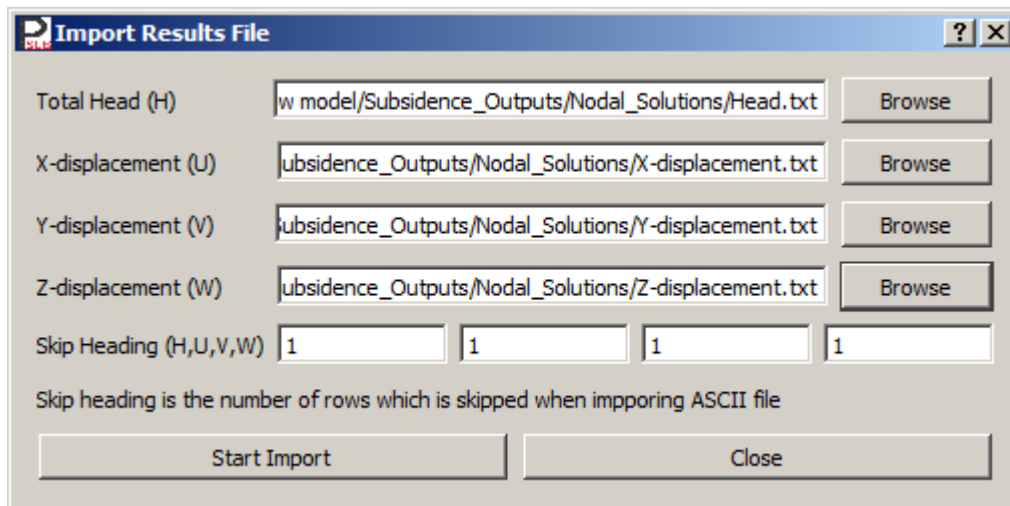 Import Results File
Total Head (H) w model/Subsidence_Outputs/Nodal_Solutions/Head.txt Browse
X-displacement (U) ubsidence_Outputs/Nodal_Solutions/X-displacement.txt Browse
Y-displacement (V) ubsidence_Outputs/Nodal_Solutions/Y-displacement.txt Browse
Z-displacement (W) ubsidence_Outputs/Nodal_Solutions/Z-displacement.txt Browse
Skip Heading (H,U,V,W) 1 1 1 1
Skip heading is the number of rows which is skipped when impporing ASCII file
Start Import Close